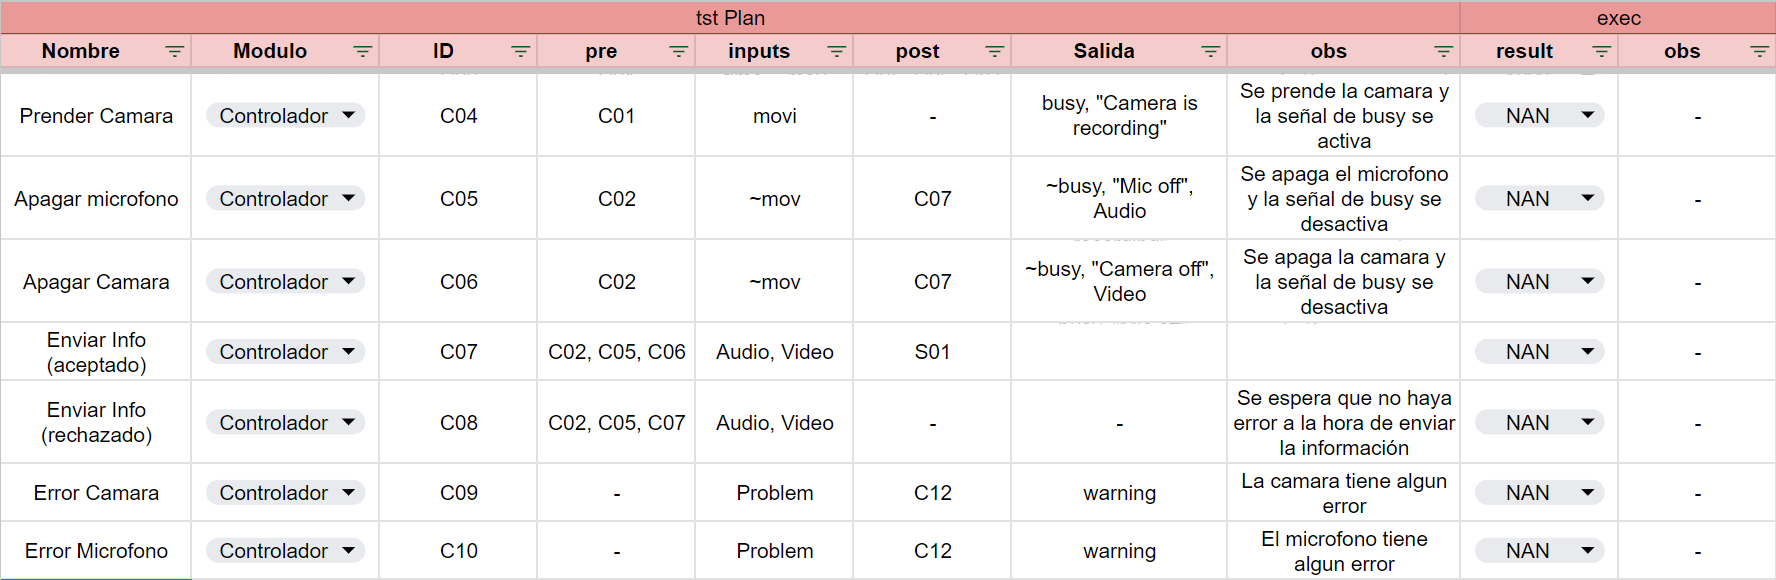 tst Plan exec
Nombre Modulo ID pre inputs post Salida obs result obs
Prender Camara Controlador C04 C01 movi - busy, "Camera is recording" Se prende la camara y la señal de busy se activa NAN -
Apagar microfono Controlador C05 C02 ~mov C07 ~busy, "Mic off", Audio Se apaga el microfono y la señal de busy se desactiva NAN -
Apagar Camara Controlador C06 C02 ~mov C07 ~busy, "Camera off", Video Se apaga la camara y la señal de busy se desactiva NAN -
Enviar Info (aceptado) Controlador C07 C02, C05, C06 Audio, Video S01 NAN -
Enviar Info (rechazado) Controlador C08 C02, C05, C07 Audio, Video - - Se espera que no haya error a la hora de enviar la información NAN -
Error Camara Controlador C09 - Problem C12 warning La camara tiene algun error NAN -
Error Microfono Controlador C10 - Problem C12 warning El microfono tiene algun error NAN -